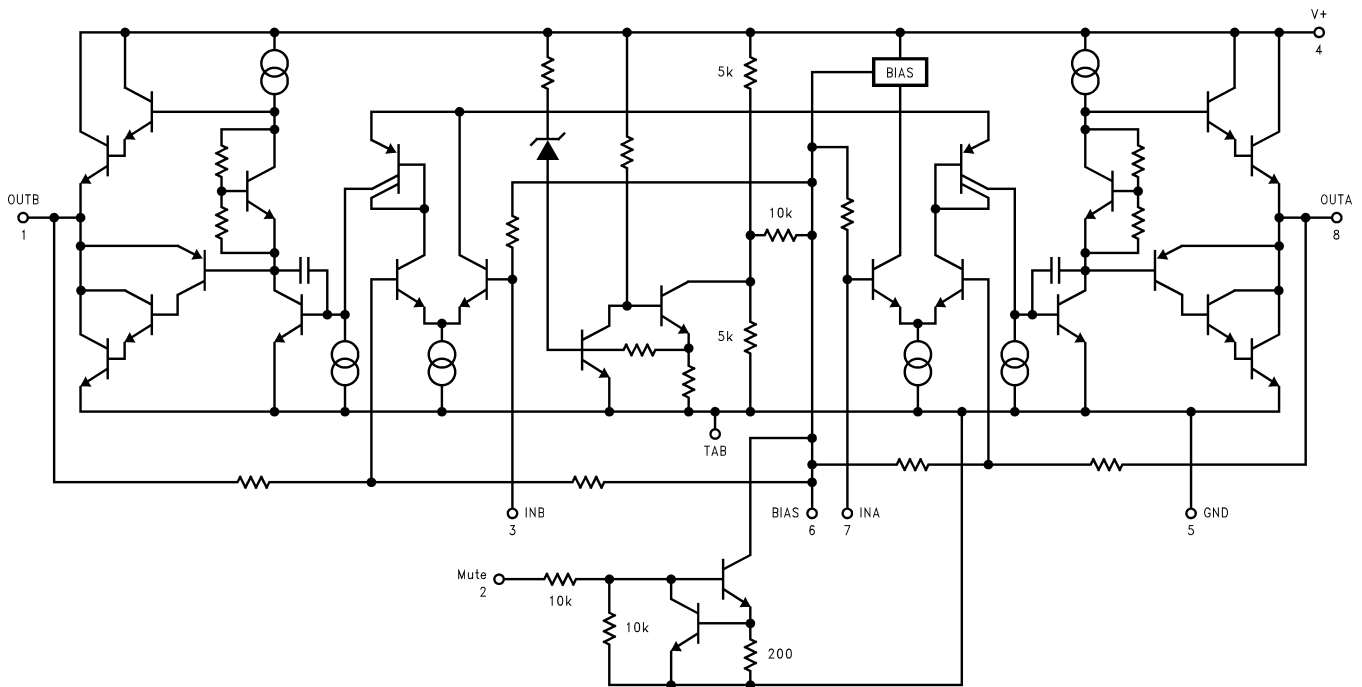 V+
4
5k
BIAS
OUTB
1
10k
OUTA
8
5k
TAB
INB
3
BIAS
6
INA
7
GND
5
Mute
2
10k
10k
200